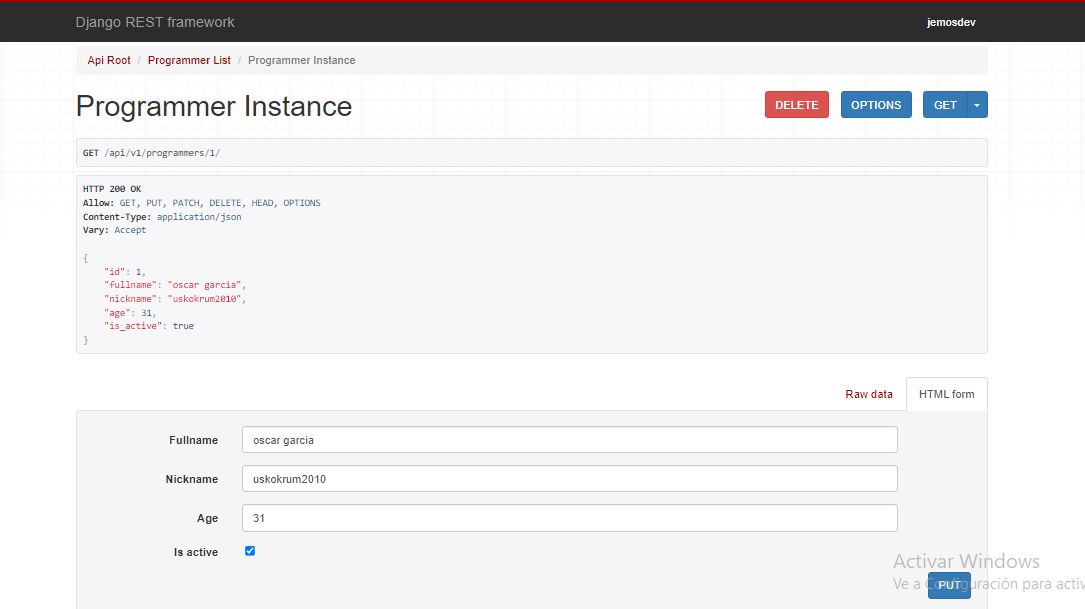 Django REST framework jemosdev
Api Root / Programmer List / Programmer Instance
Programmer Instance DELETE OPTIONS GET
GET /api/v1/programmers/1/
HTTP 200 OK
Allow: GET, PUT, PATCH, DELETE, HEAD, OPTIONS
Content-Type: application/json
Vary: Accept
{
    "id": 1,
    "fullname": "oscar garcia",
    "nickname": "uskokrum2010",
    "age": 31,
    "is_active": true
}
Raw data HTML form
Fullname oscar garcia
Nickname uskokrum2010
Age 31
Is active
Activar Windows
Ve a Configuración para activ
PUT